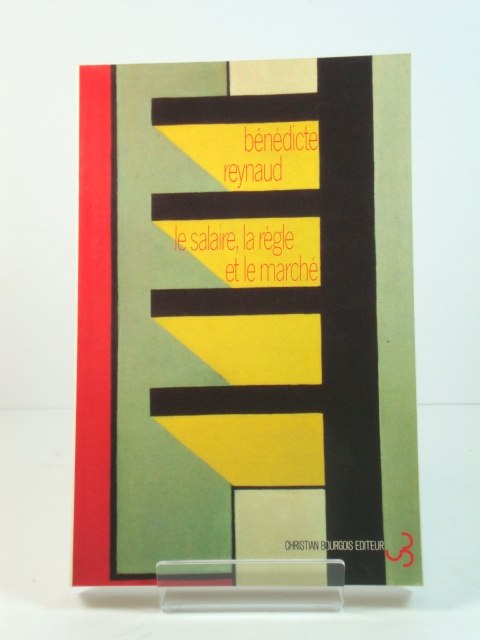 bénédicte
reynaud
le salaire, la règle
et le marché
CHRISTIAN BOURGOIS EDITEUR